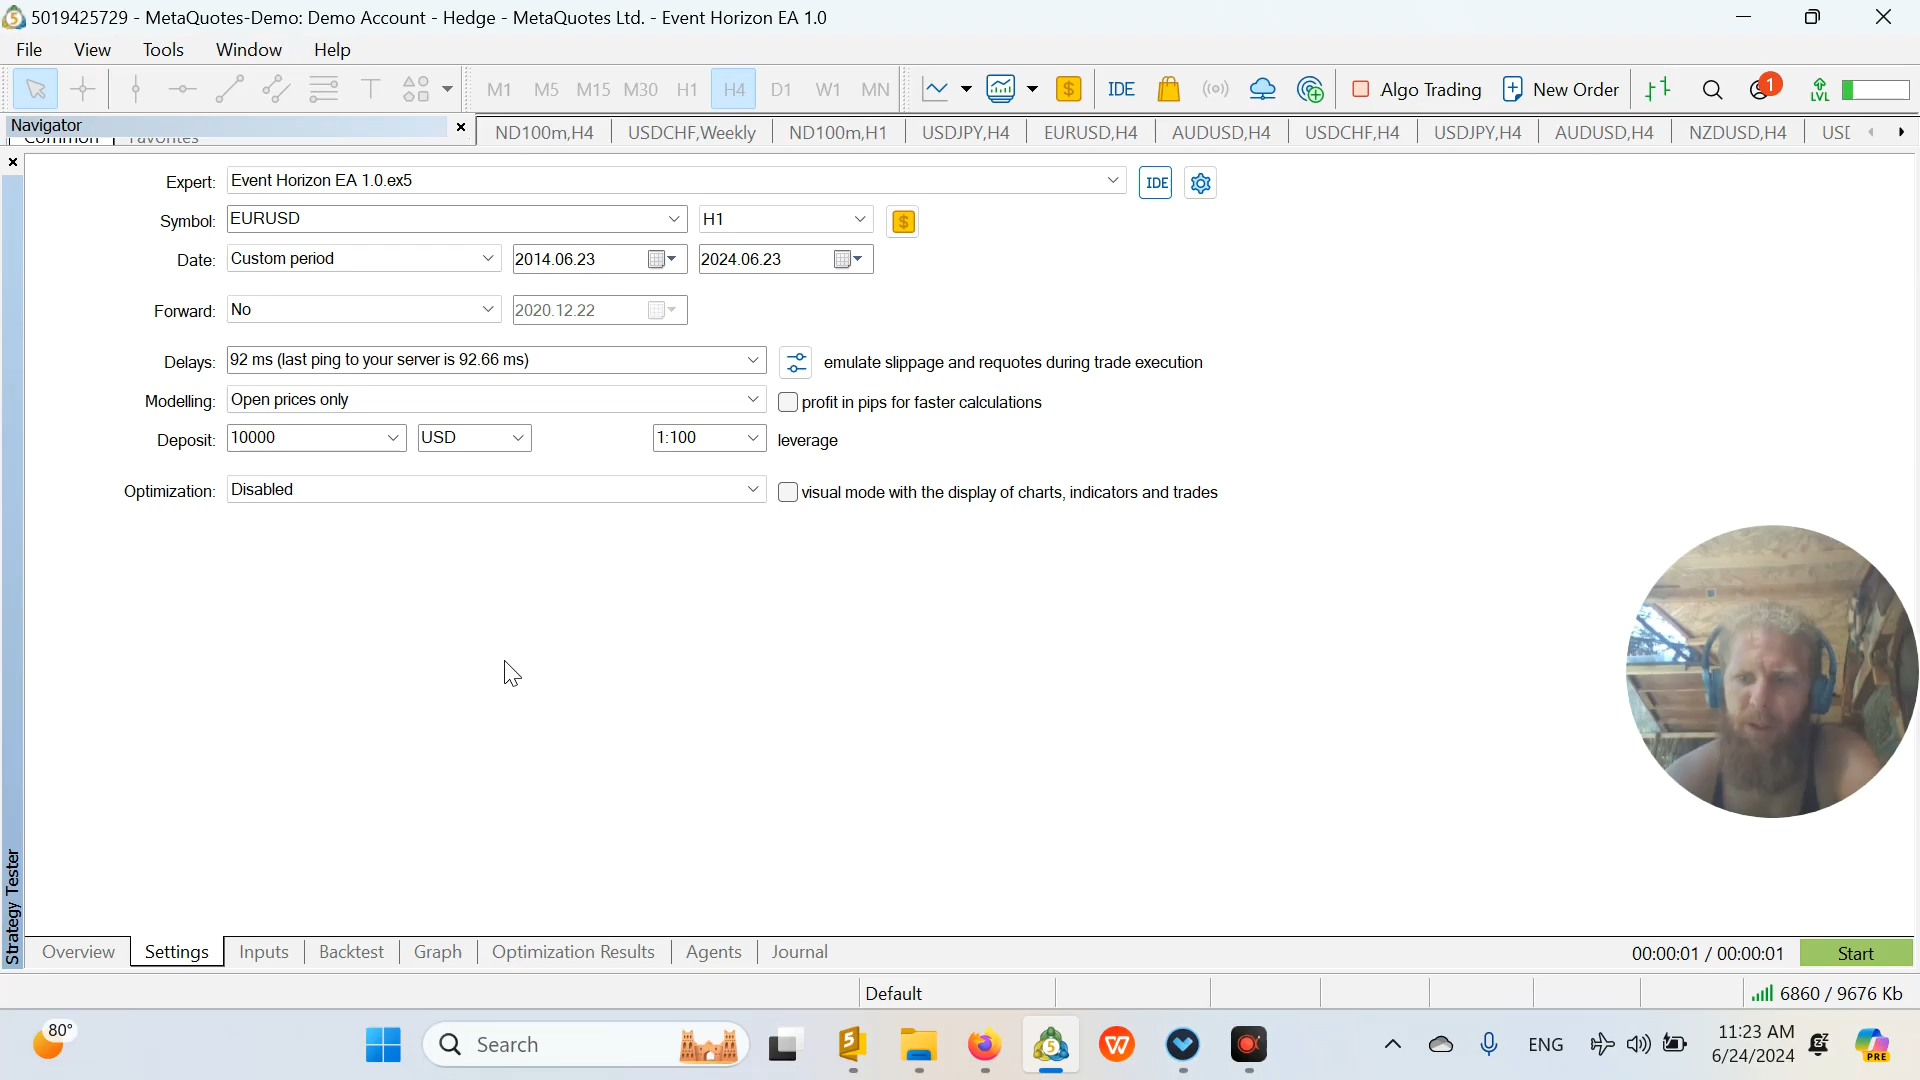 5019425729 - MetaQuotes-Demo: Demo Account - Hedge - MetaQuotes Ltd. - Event Horizon EA 1.0
File View Tools Window Help
M1 M5 M15 M30 H1 H4 D1 W1 MN IDE Algo Trading New Order LVL 1
Navigator
Common Favorites
ND100m,H4 USDCHF,Weekly ND100m,H1 USDJPY,H4 EURUSD,H4 AUDUSD,H4 USDCHF,H4 USDJPY,H4 AUDUSD,H4 NZDUSD,H4
Expert: Event Horizon EA 1.0.ex5 IDE
Symbol: EURUSD H1
Date: Custom period 2014.06.23 2024.06.23
Forward: No 2020.12.22
Delays: 92 ms (last ping to your server is 92.66 ms) emulate slippage and requotes during trade execution
Modelling: Open prices only profit in pips for faster calculations
Deposit: 10000 USD 1:100 leverage
Optimization: Disabled visual mode with the display of charts, indicators and trades
Strategy Tester
Overview Settings Inputs Backtest Graph Optimization Results Agents Journal 00:00:01 / 00:00:01 Start
Default 6860 / 9676 Kb
80° Search ENG 11:23 AM
6/24/2024 PRE